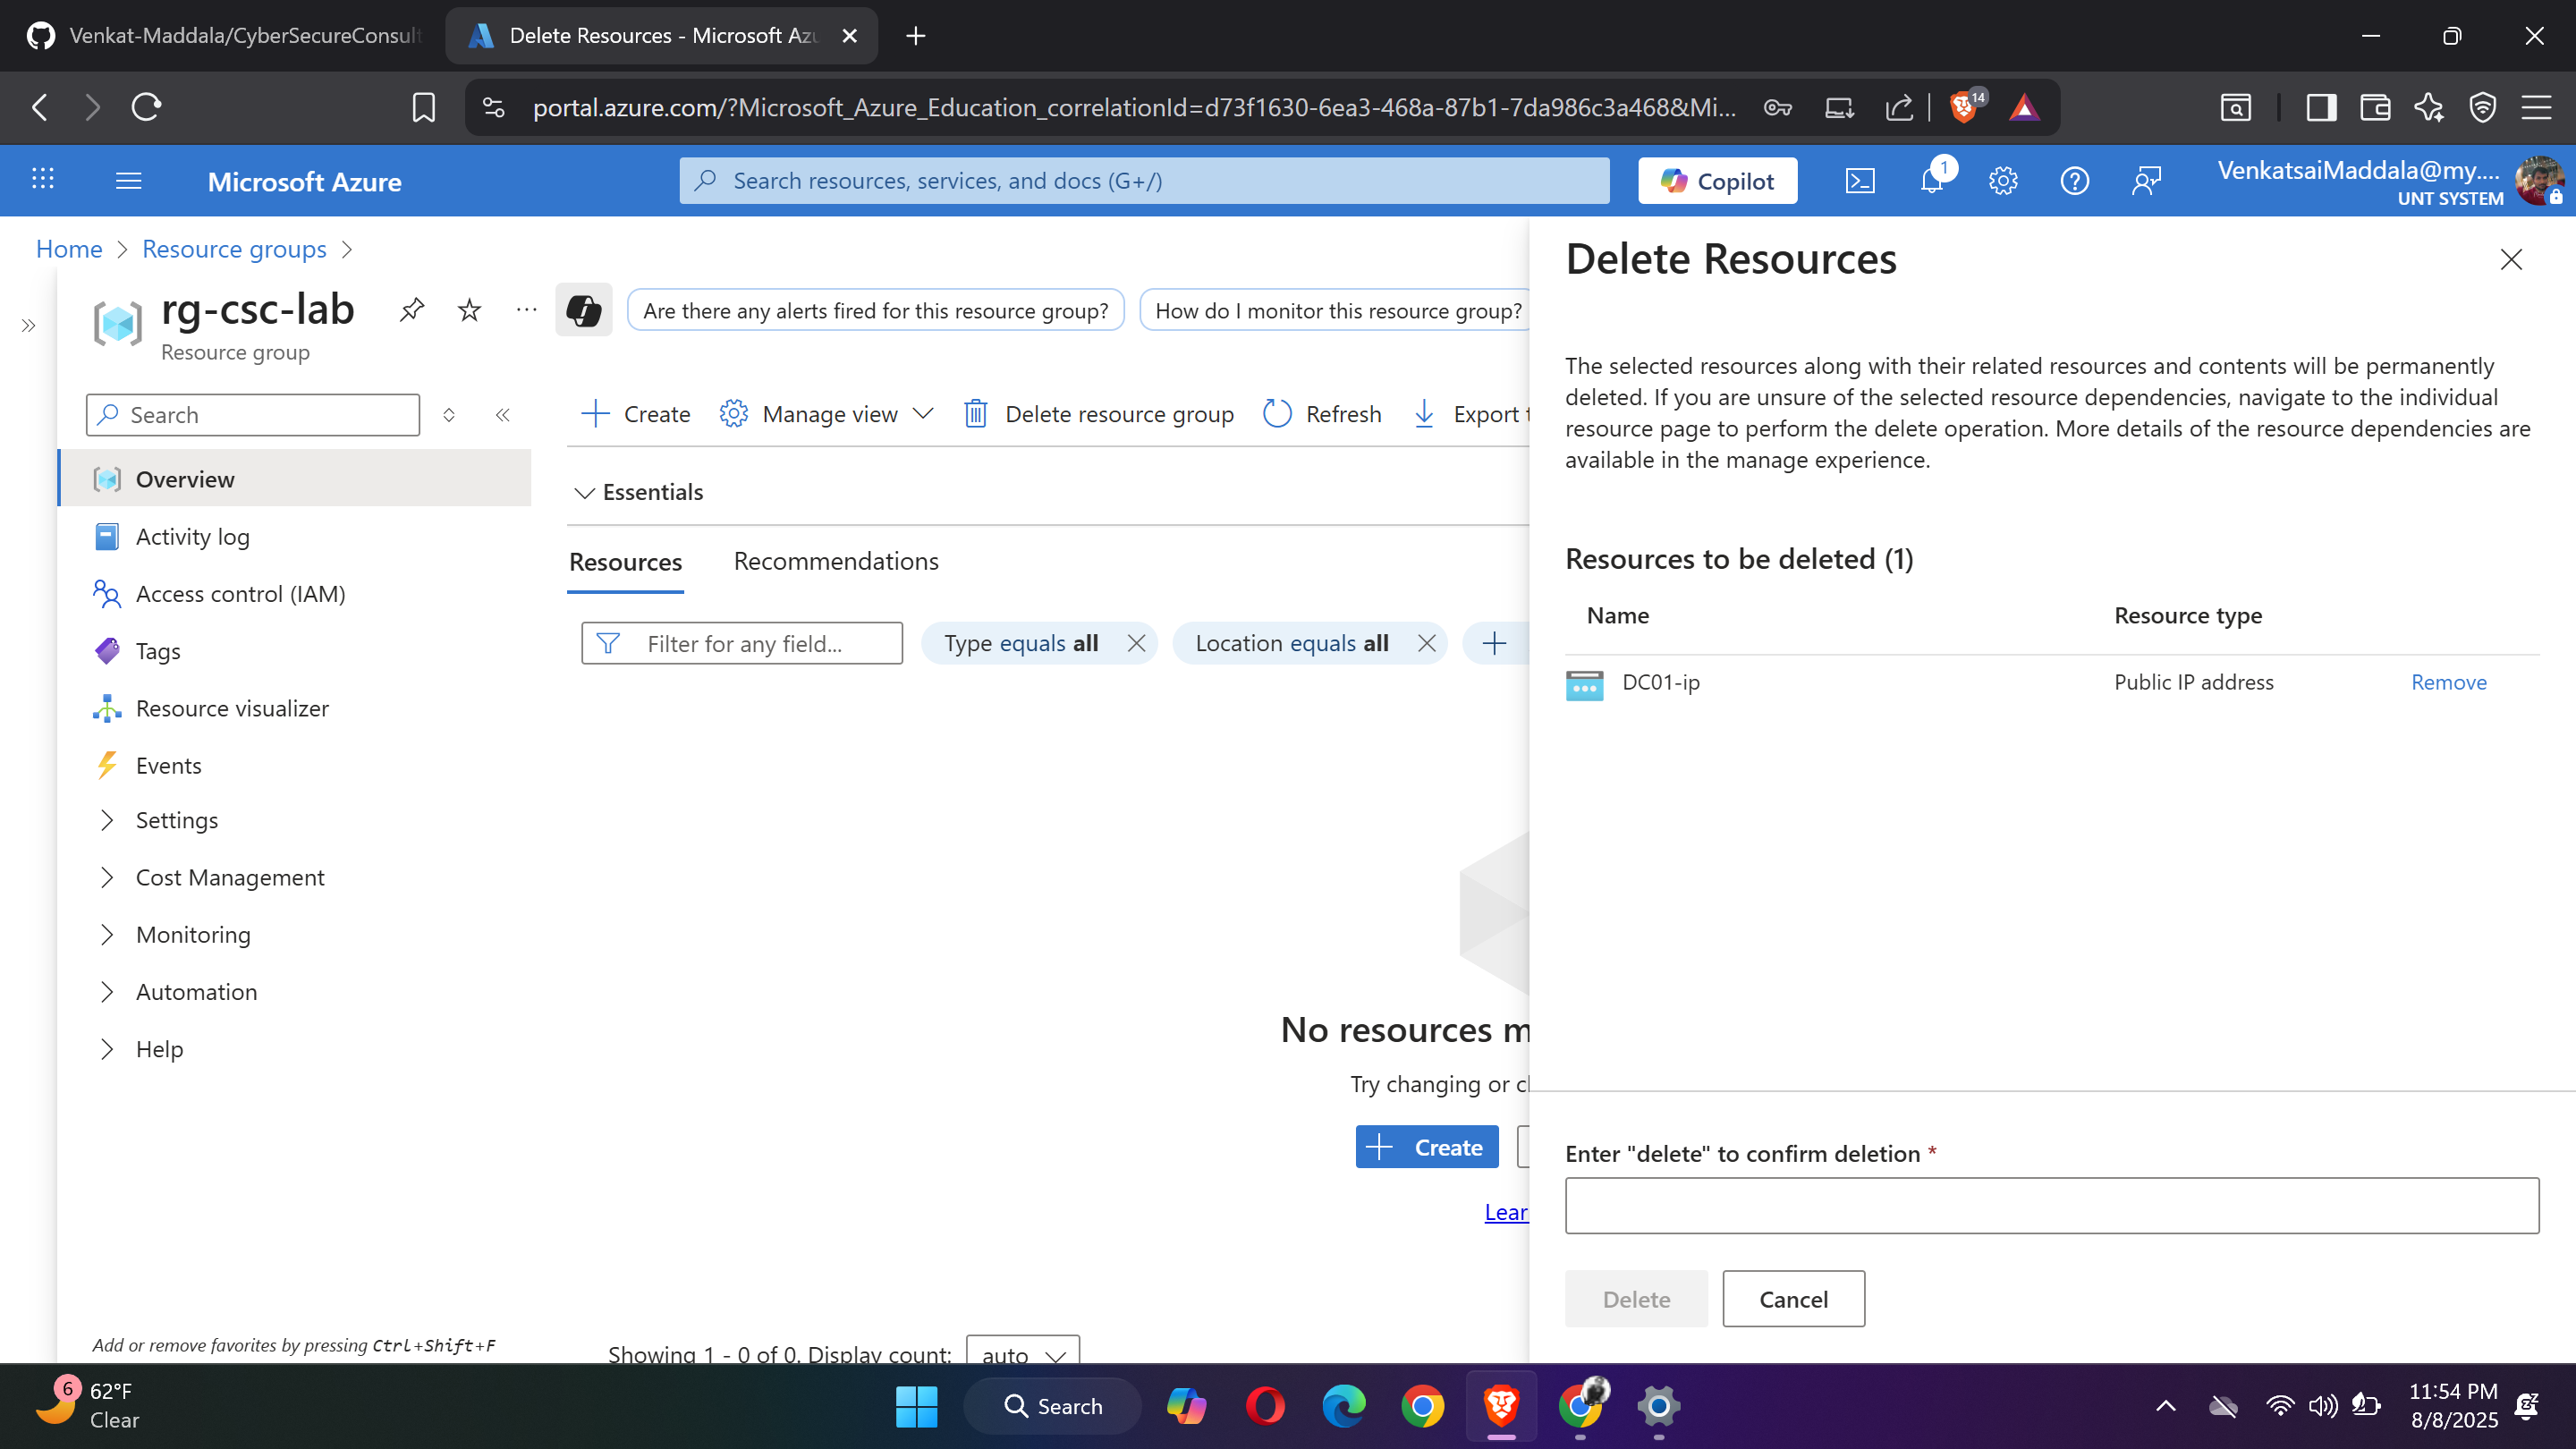 Venkat-Maddala/CyberSecureConsult
Delete Resources - Microsoft Azu
portal.azure.com/?Microsoft_Azure_Education_correlationId=d73f1630-6ea3-468a-87b1-7da986c3a468&Mi...
14
Microsoft Azure
Search resources, services, and docs (G+/)
Copilot
1
VenkatsaiMaddala@my....
UNT SYSTEM
Home
Resource groups
rg-csc-lab
Resource group
Are there any alerts fired for this resource group?
How do I monitor this resource group?
Search
Create
Manage view
Delete resource group
Refresh
Export t
Overview
Activity log
Access control (IAM)
Tags
Resource visualizer
Events
Settings
Cost Management
Monitoring
Automation
Help
Add or remove favorites by pressing Ctrl+Shift+F
Essentials
Resources
Recommendations
Filter for any field...
Type equals all
Location equals all
No resources m
Try changing or cl
Create
Lear
Showing 1 - 0 of 0. Display count:
auto
Delete Resources
The selected resources along with their related resources and contents will be permanently
deleted. If you are unsure of the selected resource dependencies, navigate to the individual
resource page to perform the delete operation. More details of the resource dependencies are
available in the manage experience.
Resources to be deleted (1)
Name
Resource type
DC01-ip
Public IP address
Remove
Enter "delete" to confirm deletion *
Delete
Cancel
6
62°F
Clear
Search
11:54 PM
8/8/2025